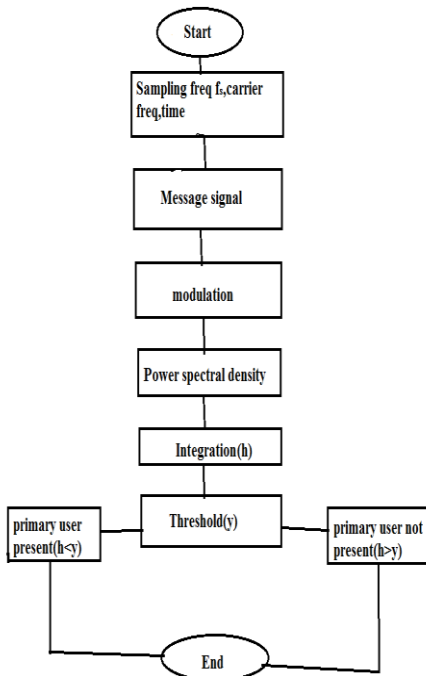 Start
Sampling freq fs,carrier
freq,time
Message signal
modulation
Power spectral density
Integration(h)
Threshold(y)
primary user
present(h<y)
primary user not
present(h>y)
End